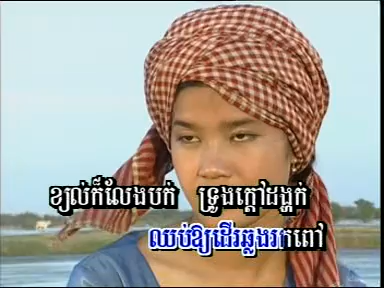 ខ្យល់ក៏លែងបក់ ទ្រូងក្ដៅដង្ហក់
ឈប់ឱ្យដើរឆ្លងរកពៅ